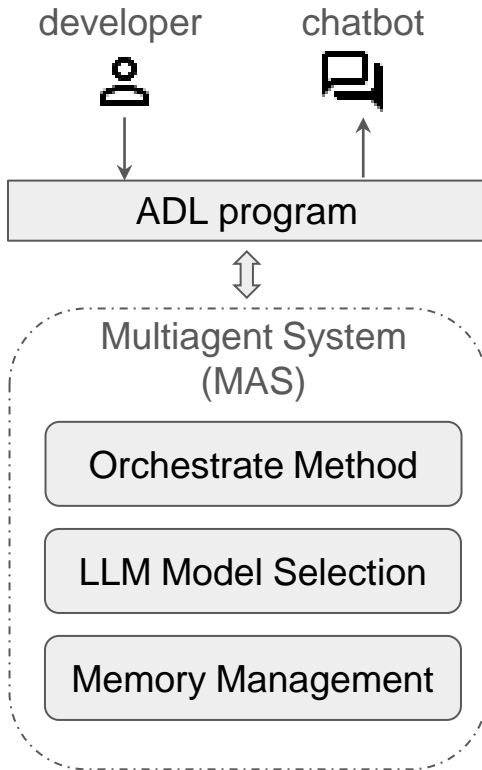 developer
chatbot
ADL program
Multiagent System
(MAS)
Orchestrate Method
LLM Model Selection
Memory Management